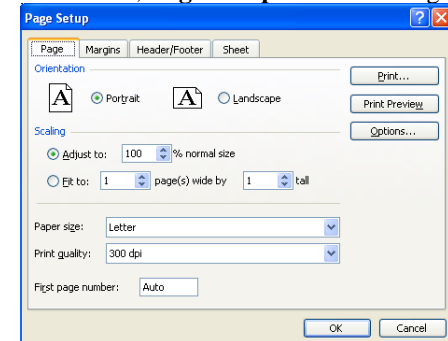 Page Setup
Page Margins Header/Footer Sheet
Orientation
A Portrait A Landscape
Print...
Print Preview
Options...
Scaling
Adjust to: 100 % normal size
Fit to: 1 page(s) wide by 1 tall
Paper size: Letter
Print quality: 300 dpi
First page number: Auto
OK Cancel